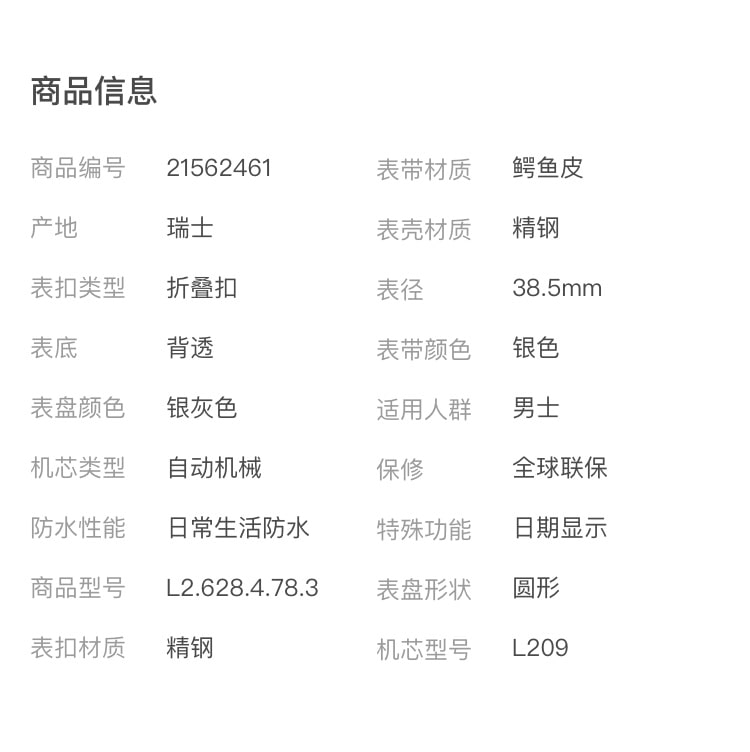 商品信息
商品编号 21562461 表带材质 鳄鱼皮
产地 瑞士 表壳材质 精钢
表扣类型 折叠扣 表径 38.5mm
表底 背透 表带颜色 银色
表盘颜色 银灰色 适用人群 男士
机芯类型 自动机械 保修 全球联保
防水性能 日常生活防水 特殊功能 日期显示
商品型号 L2.628.4.78.3 表盘形状 圆形
表扣材质 精钢 机芯型号 L209